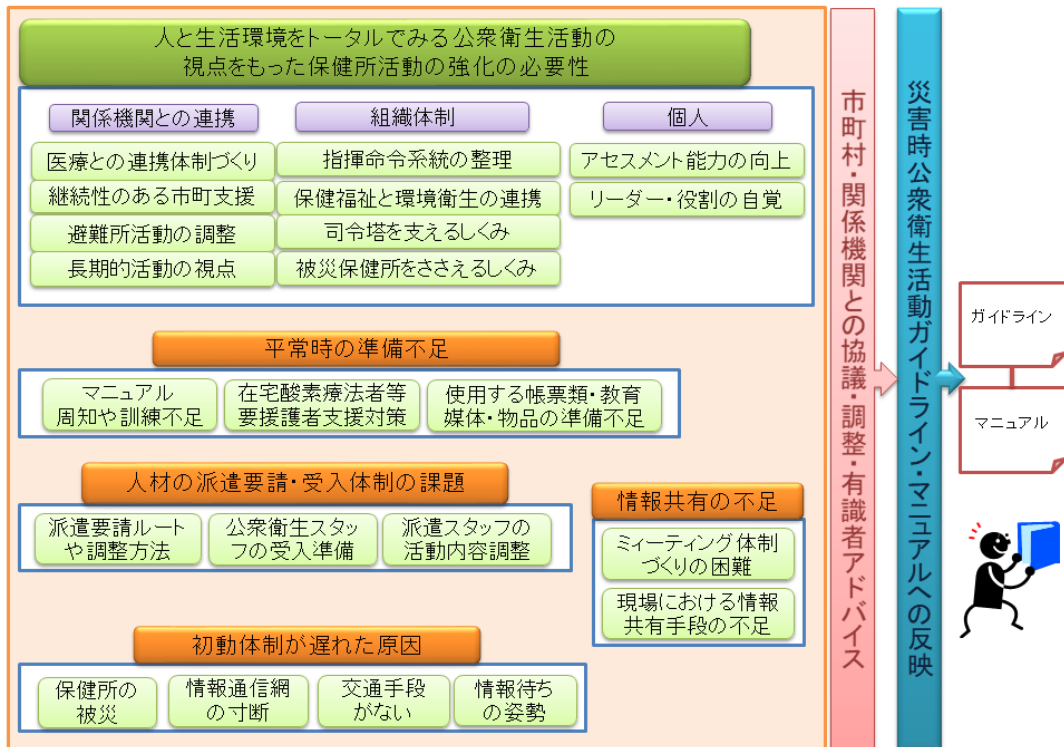 人と生活環境をトータルでみる公衆衛生活動の
視点をもった保健所活動の強化の必要性
関係機関との連携
医療との連携体制づくり
継続性のある市町支援
避難所活動の調整
長期的活動の視点
組織体制
指揮命令系統の整理
保健福祉と環境衛生の連携
司令塔を支えるしくみ
被災保健所をささえるしくみ
個人
アセスメント能力の向上
リーダー・役割の自覚
平常時の準備不足
マニュアル
周知や訓練不足
在宅酸素療法者等
要援護者支援対策
使用する帳票類・教育
媒体・物品の準備不足
人材の派遣要請・受入体制の課題
派遣要請ルート
や調整方法
公衆衛生スタッ
フの受入準備
派遣スタッフの
活動内容調整
情報共有の不足
ミィーティング体制
づくりの困難
現場における情報
共有手段の不足
初動体制が遅れた原因
保健所の
被災
情報通信網
の寸断
交通手段
がない
情報待ち
の姿勢
市町村・関係機関との協議・調整・有識者アドバイス
災害時公衆衛生活動ガイドライン・マニュアルへの反映
ガイドライン
マニュアル